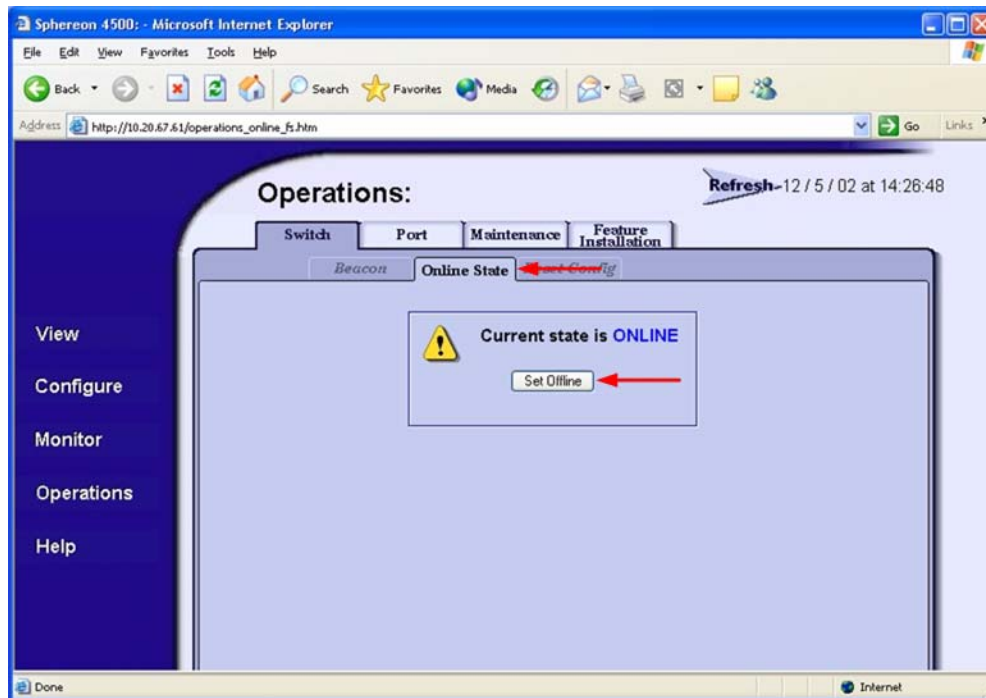 Sphereon 4500: - Microsoft Internet Explorer
File Edit View Favorites Tools Help
Back Search Favorites Media
Address http://10.20.67.61/operations_online_fs.htm Go Links
Operations:
Refresh-12 / 5 / 02 at 14:26:48
Switch Port Maintenance Feature Installation
Beacon Online State Reset Config
Current state is ONLINE
Set Offline
View
Configure
Monitor
Operations
Help
Done Internet